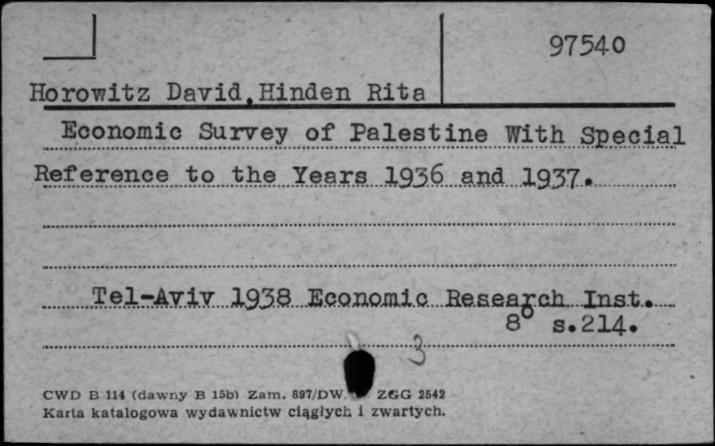 97540
Horowitz David, Hinden Rita
Economic Survey of Palestine With Special
Reference to the Years 1936 and 1937.
Tel-Aviv 1938 Economic Research Inst.
8° s.214.
3
CWD B 114 (dawny B 15b) Zam. 897/DW. ZGG 2542
Karta katalogowa wydawnictw ciągłych i zwartych.